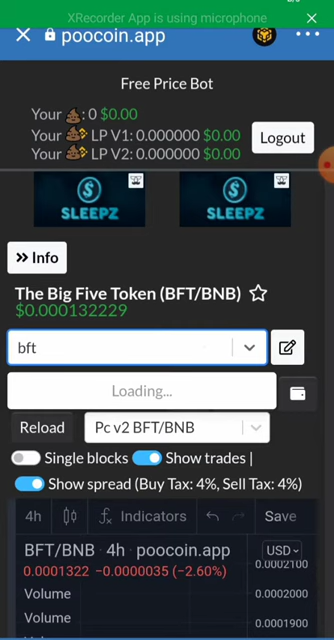 XRecorder App is using microphone
poocoin.app
Free Price Bot
Your 💩: 0 $0.00
Your 💩 LP V1: 0.000000 $0.00
Your 💩 LP V2: 0.000000 $0.00
Logout
SLEEPZ
SLEEPZ
Info
The Big Five Token (BFT/BNB)
$0.000132229
bft
Loading...
Reload
Pc v2 BFT/BNB
Single blocks
Show trades |
Show spread (Buy Tax: 4%, Sell Tax: 4%)
4h
Indicators
Save
BFT/BNB · 4h · poocoin.app
USD
0.0001322 −0.0000035 (−2.60%)
0.0002100
Volume
0.0002000
Volume
0.0001900